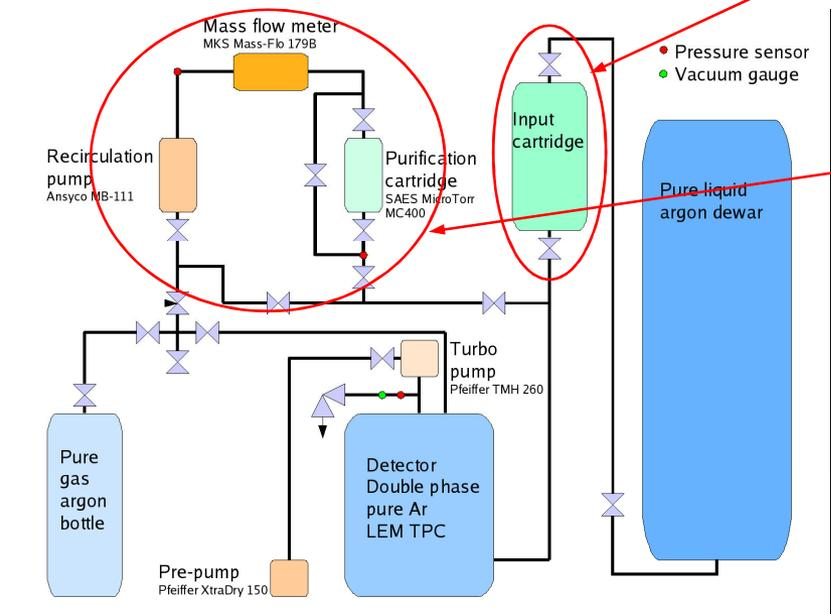 Mass flow meter
MKS Mass-Flo 179B
Pressure sensor
Vacuum gauge
Input
cartridge
Recirculation
pump
Ansyco MB-111
Purification
cartridge
SAES MicroTorr
MC400
Pure liquid
argon dewar
Turbo
pump
Pfeiffer TMH 260
Pure
gas
argon
bottle
Detector
Double phase
pure Ar
LEM TPC
Pre-pump
Pfeiffer XtraDry 150